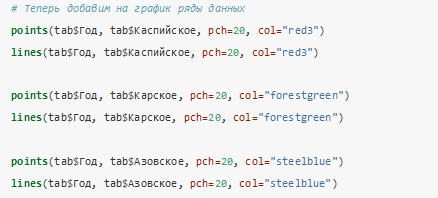 # Теперь добавим на график ряды данных
points(tab$Год, tab$Каспийское, pch=20, col="red3")
lines(tab$Год, tab$Каспийское, pch=20, col="red3")
points(tab$Год, tab$Карское, pch=20, col="forestgreen")
lines(tab$Год, tab$Карское, pch=20, col="forestgreen")
points(tab$Год, tab$Азовское, pch=20, col="steelblue")
lines(tab$Год, tab$Азовское, pch=20, col="steelblue")